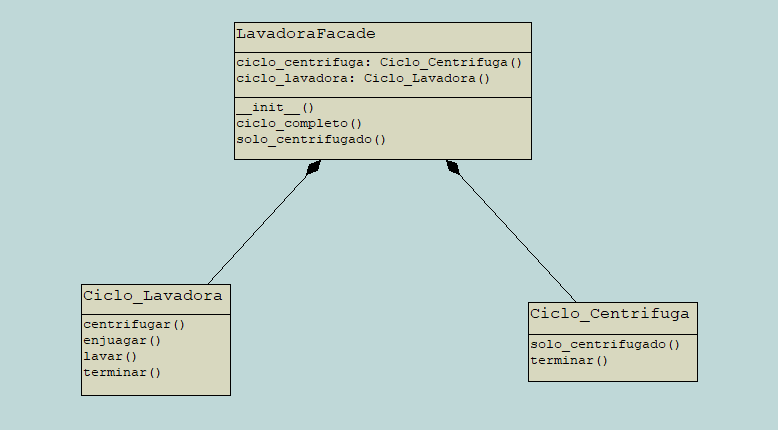 LavadoraFacade
ciclo_centrifuga: Ciclo_Centrifuga()
ciclo_lavadora: Ciclo_Lavadora()
__init__()
ciclo_completo()
solo_centrifugado()
Ciclo_Lavadora
centrifugar()
enjuagar()
lavar()
terminar()
Ciclo_Centrifuga
solo_centrifugado()
terminar()